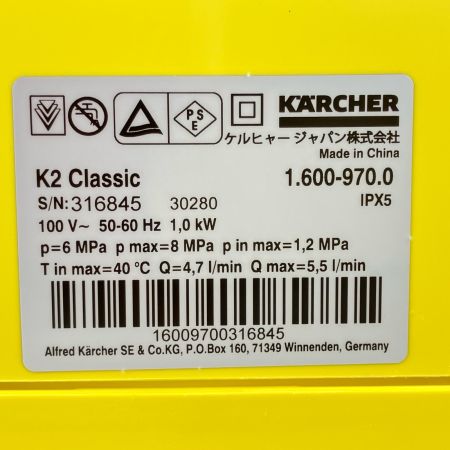 PS
E
KÄRCHER
ケルヒャー ジャパン株式会社
Made in China
K2 Classic 1.600-970.0
S/N: 316845 30280 IPX5
100 V~ 50-60 Hz 1,0 kW
p=6 MPa p max=8 MPa p in max=1,2 MPa
T in max=40 °C Q=4,7 l/min Q max=5,5 l/min
16009700316845
Alfred Kärcher SE & Co.KG, P.O.Box 160, 71349 Winnenden, Germany